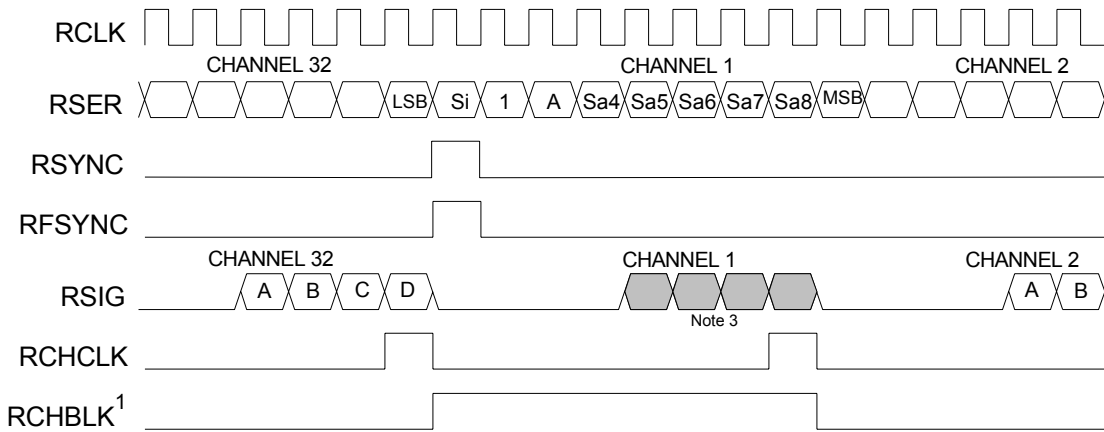 RCLK
CHANNEL 32 CHANNEL 1 CHANNEL 2
RSER LSB Si 1 A Sa4 Sa5 Sa6 Sa7 Sa8 MSB
RSYNC
RFSYNC
CHANNEL 32 CHANNEL 1 CHANNEL 2
RSIG A B C D A B
Note 3
RCHCLK
RCHBLK1